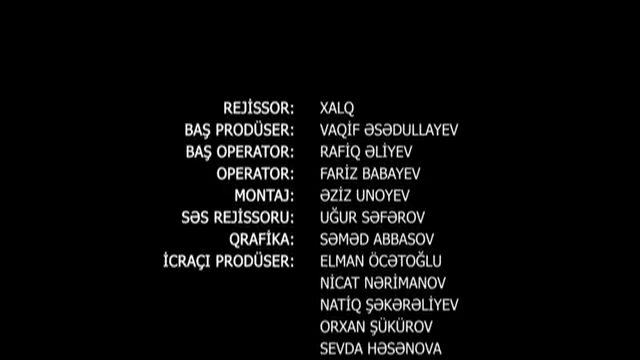 REJİSSOR: XALQ
BAŞ PRODÜSER: VAQİF ƏSƏDULLAYEV
BAŞ OPERATOR: RAFİQ ƏLİYEV
OPERATOR: FARİZ BABAYEV
MONTAJ: ƏZİZ UNOYEV
SƏS REJİSSORU: UĞUR SƏFƏROV
QRAFİKA: SƏMƏD ABBASOV
İCRAÇI PRODÜSER: ELMAN ÖCƏTOĞLU
NİCAT NƏRİMANOV
NATİQ ŞƏKƏRƏLİYEV
ORXAN ŞÜKÜROV
SEVDA HƏSƏNOVA